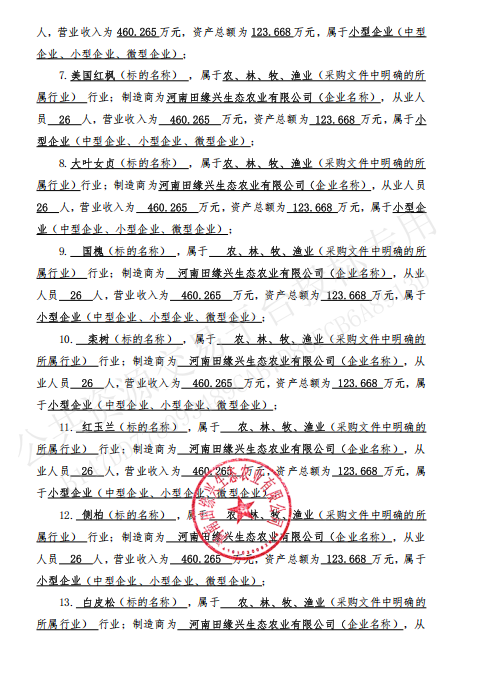 人，营业收入为 460.265 万元，资产总额为 123.668 万元，属于小型企业（中型
企业、小型企业、微型企业）；
7. 美国红枫（标的名称） ，属于农、林、牧、渔业（采购文件中明确的所
属行业） 行业；制造商为河南田缘兴生态农业有限公司（企业名称），从业人
员 26 人，营业收入为 460.265 万元，资产总额为 123.668 万元，属于小
型企业（中型企业、小型企业、微型企业）；
8. 大叶女贞（标的名称） ，属于农、林、牧、渔业（采购文件中明确的所
属行业）行业；制造商为河南田缘兴生态农业有限公司（企业名称），从业人员
26 人，营业收入为 460.265 万元，资产总额为 123.668 万元，属于小型企
业（中型企业、小型企业、微型企业）；
9. 国槐（标的名称） ，属于 农、林、牧、渔业（采购文件中明确的所
属行业） 行业；制造商为 河南田缘兴生态农业有限公司（企业名称），从业
人员 26 人，营业收入为 460.265 万元，资产总额为 123.668 万元，属于
小型企业（中型企业、小型企业、微型企业）；
10. 栾树（标的名称） ，属于 农、林、牧、渔业（采购文件中明确的
所属行业） 行业；制造商为 河南田缘兴生态农业有限公司（企业名称），从
业人员 26 人，营业收入为 460.265 万元，资产总额为 123.668 万元，属
于小型企业（中型企业、小型企业、微型企业）；
11. 红玉兰（标的名称） ，属于 农、林、牧、渔业（采购文件中明确的
所属行业） 行业；制造商为 河南田缘兴生态农业有限公司（企业名称），从
业人员 26 人，营业收入为 460.265 万元，资产总额为 123.668 万元，属
于小型企业（中型企业、小型企业、微型企业）；
12. 侧柏（标的名称） ，属于 农、林、牧、渔业（采购文件中明确的所
属行业） 行业；制造商为 河南田缘兴生态农业有限公司（企业名称），从业
人员 26 人，营业收入为 460.265 万元，资产总额为 123.668 万元，属于
小型企业（中型企业、小型企业、微型企业）；
13. 白皮松（标的名称） ，属于 农、林、牧、渔业（采购文件中明确的
所属行业） 行业；制造商为 河南田缘兴生态农业有限公司（企业名称），从
河南田缘兴生态农业有限公司